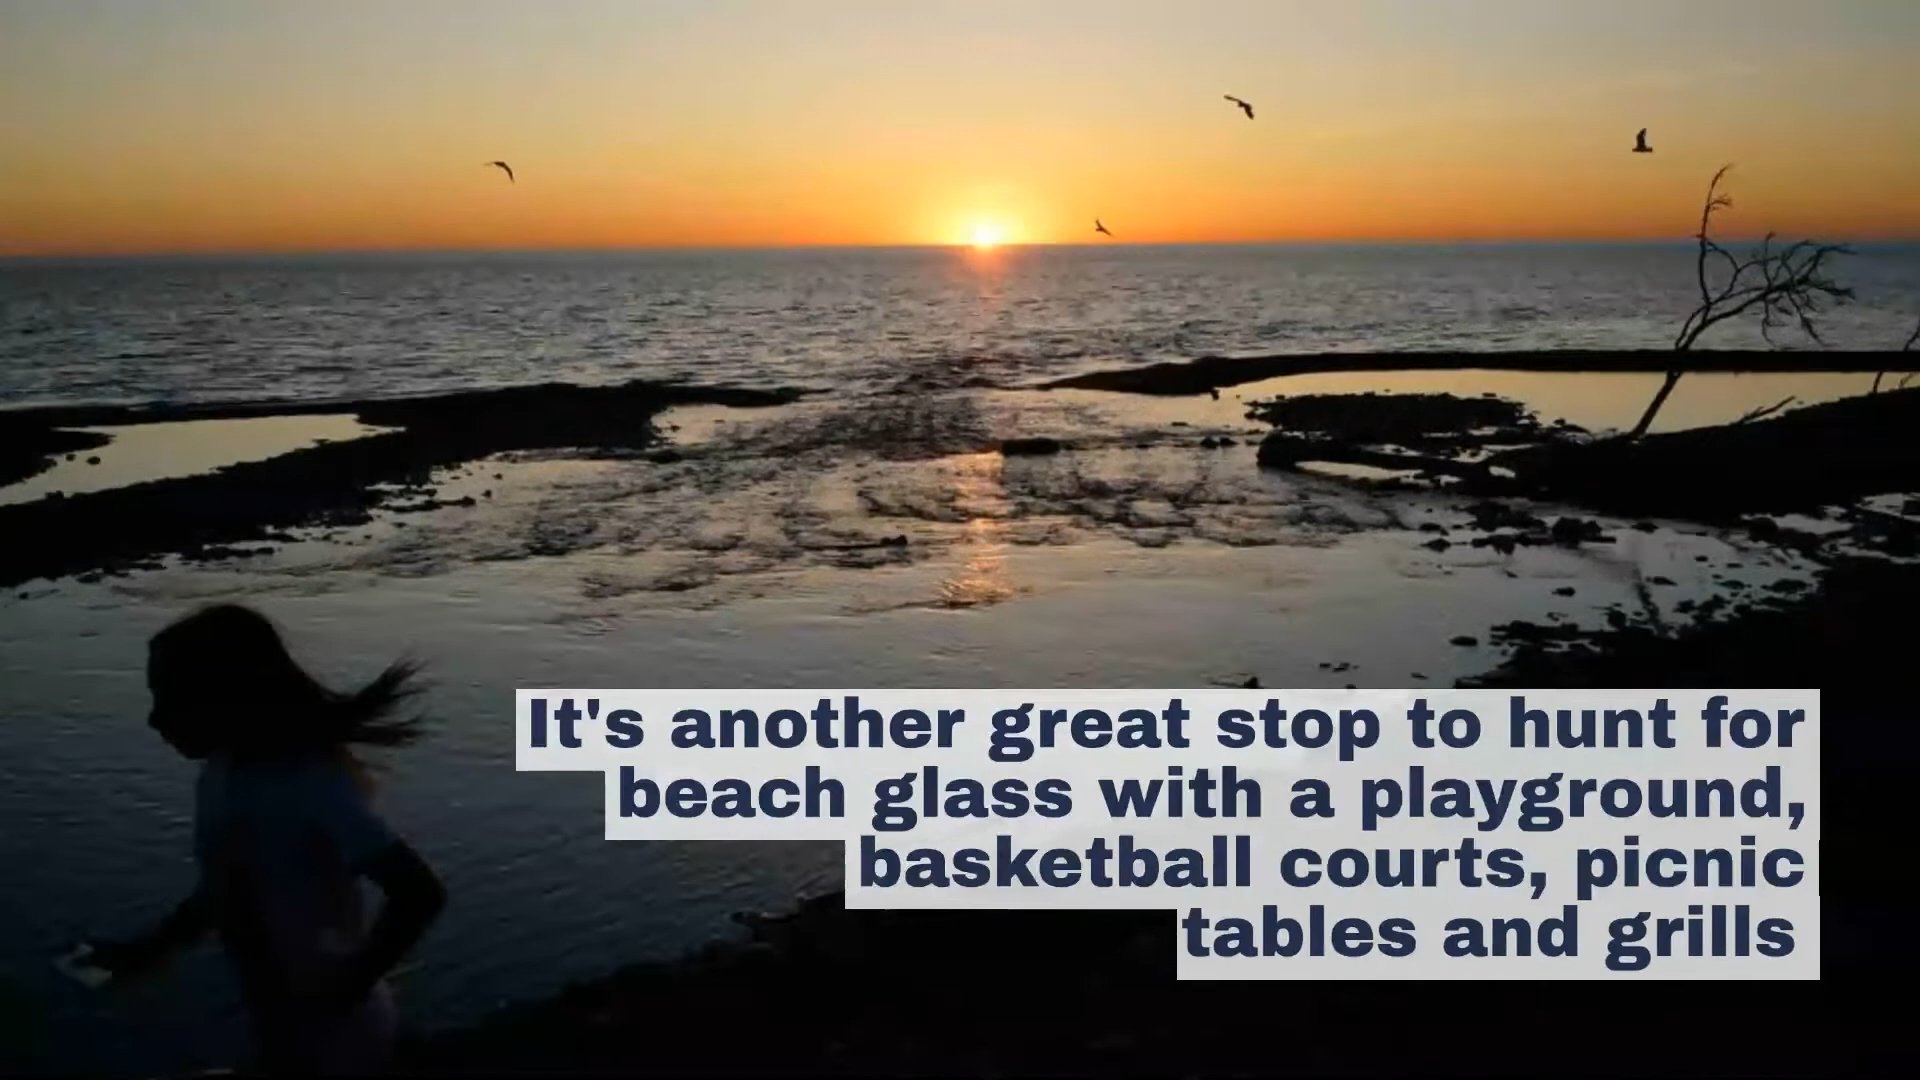 It's another great stop to hunt for
beach glass with a playground,
basketball courts, picnic
tables and grills